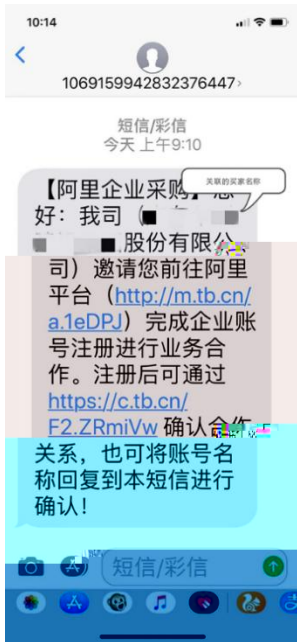 10:14
1069159942832376447
短信/彩信
今天 上午9:10
关联的买家名称
【阿里企业采购】
好：我司（
股份有限公
司）邀请您前往阿里
平台（http://m.tb.cn/
a.1eDPJ）完成企业账
号注册进行业务合
作。注册后可通过
https://c.tb.cn/
F2.ZRmiVw 确认合作
关系，也可将账号名
称回复到本短信进行
确认！
短信/彩信